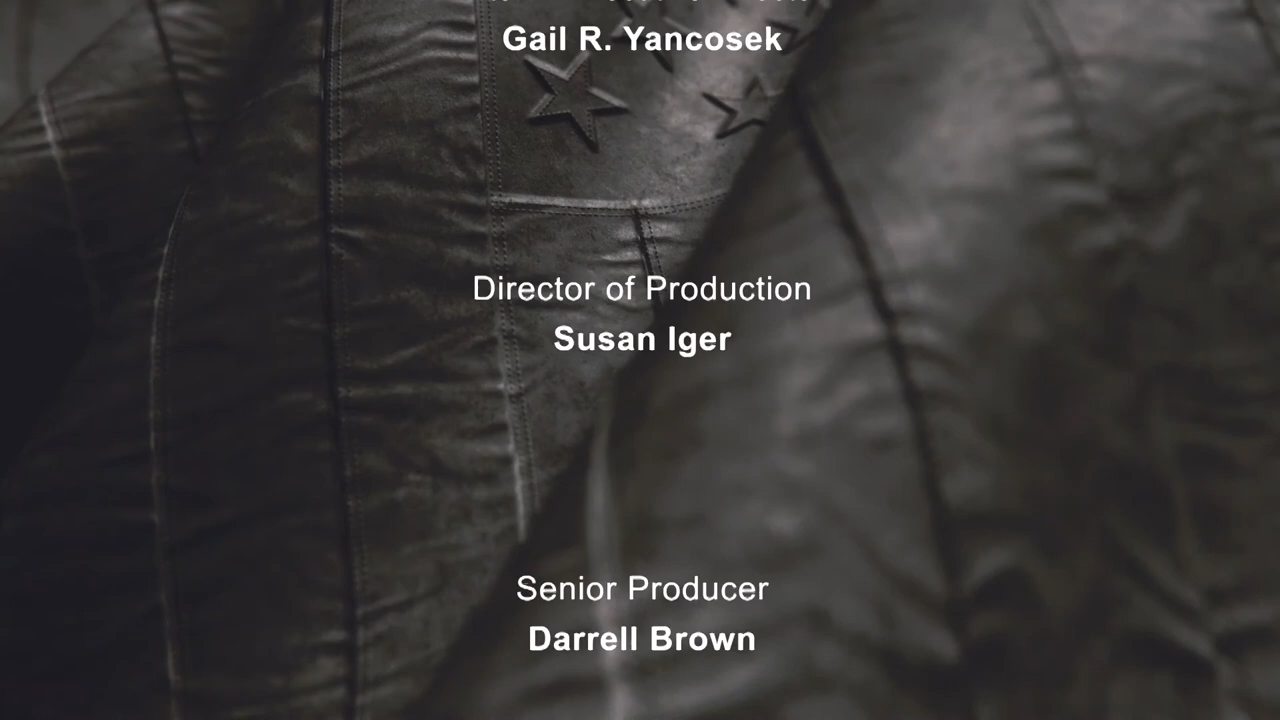 Gail R. Yancosek
Director of Production
Susan Iger
Senior Producer
Darrell Brown